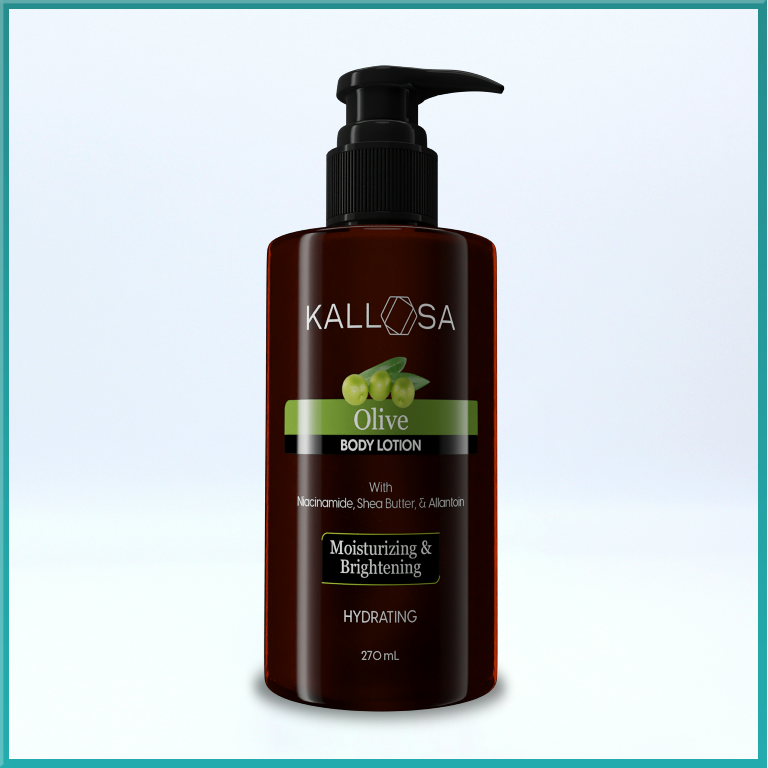 KALLOSA
Olive
BODY LOTION
With
Niacinamide, Shea Butter, & Allantoin
Moisturizing &
Brightening
HYDRATING
270 mL